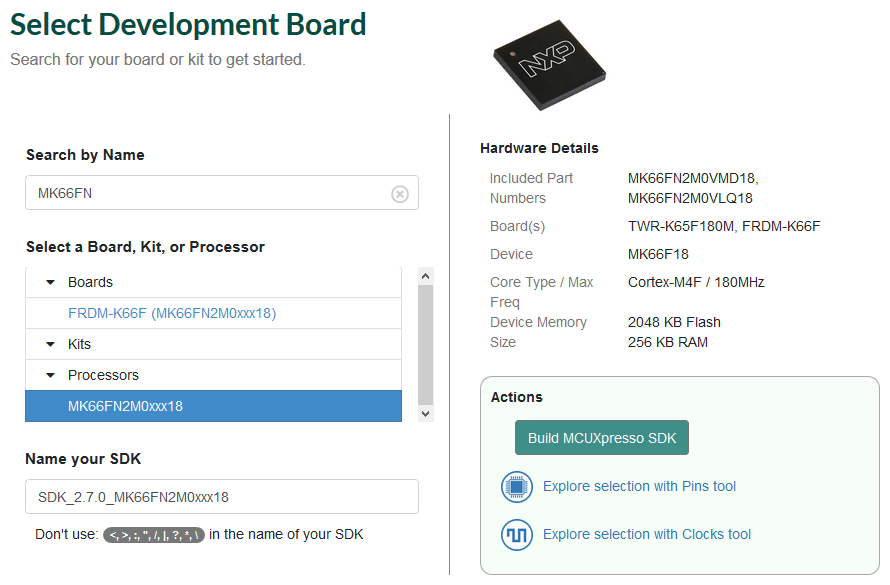 Select Development Board
Search for your board or kit to get started.
NXP
Search by Name
MK66FN
Select a Board, Kit, or Processor
Boards
FRDM-K66F (MK66FN2M0xxx18)
Kits
Processors
MK66FN2M0xxx18
Name your SDK
SDK_2.7.0_MK66FN2M0xxx18
Don't use: <, >, :, ", /, |, ?, *, \ in the name of your SDK
Hardware Details
Included Part Numbers
MK66FN2M0VMD18,
MK66FN2M0VLQ18
Board(s) TWR-K65F180M, FRDM-K66F
Device MK66F18
Core Type / Max Freq
Cortex-M4F / 180MHz
Device Memory Size
2048 KB Flash
256 KB RAM
Actions
Build MCUXpresso SDK
Explore selection with Pins tool
Explore selection with Clocks tool